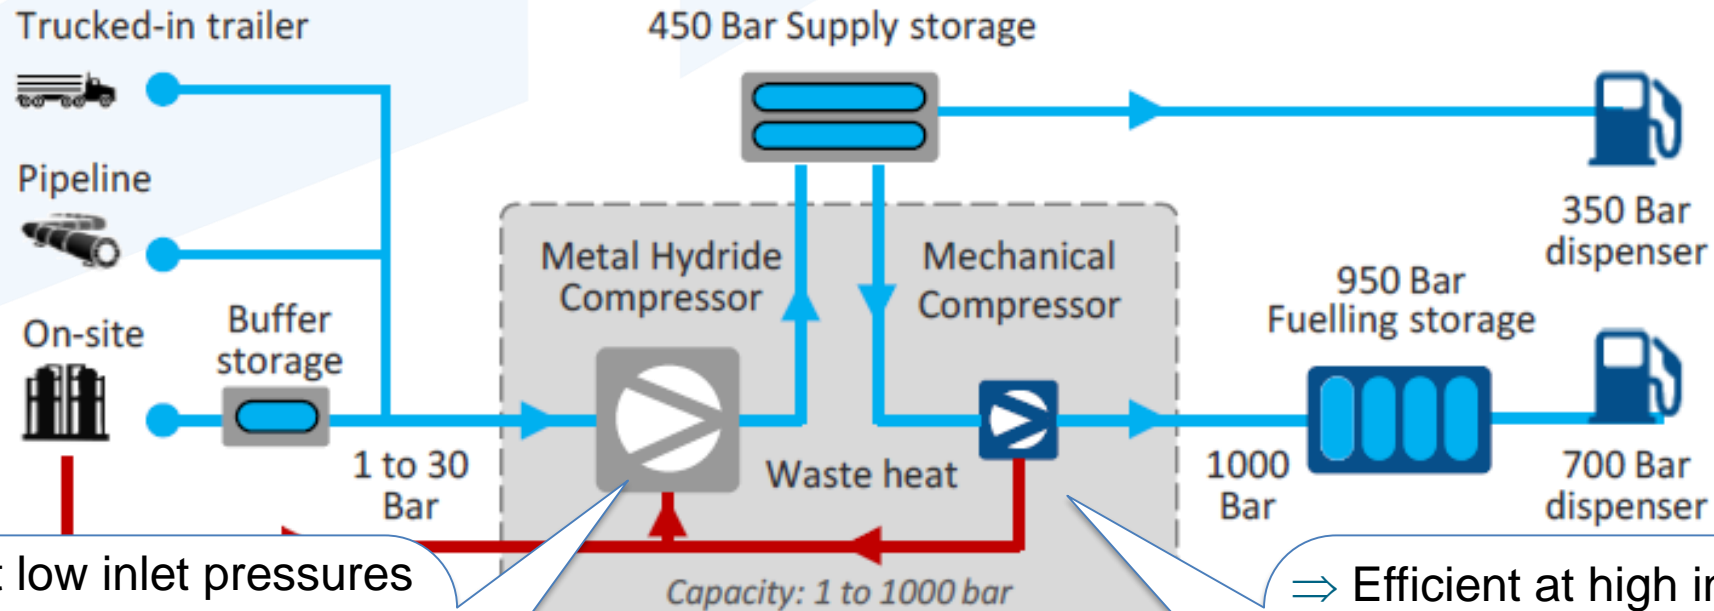 Trucked-in trailer
450 Bar Supply storage
Pipeline
350 Bar
dispenser
Metal Hydride
Compressor
Mechanical
Compressor
950 Bar
Fuelling storage
On-site
Buffer
storage
1 to 30
Bar
Waste heat
1000
Bar
700 Bar
dispenser
low inlet pressures
⇒ Efficient at high
Capacity: 1 to 1000 bar